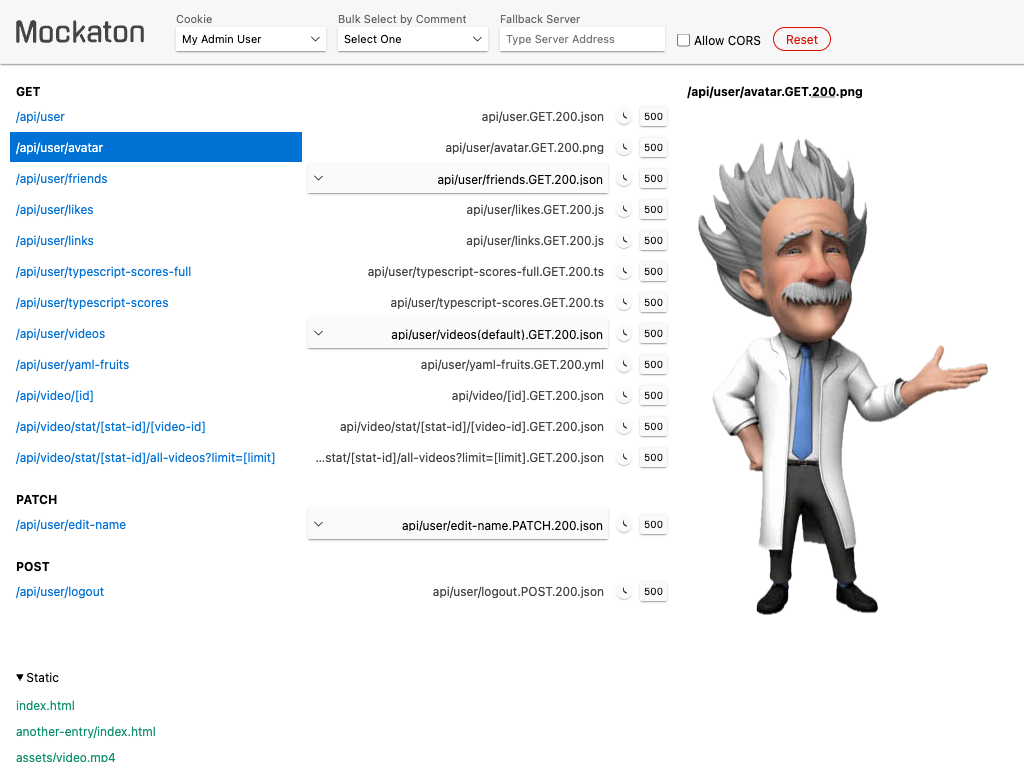 Mockaton
Cookie
My Admin User
Bulk Select by Comment
Select One
Fallback Server
Type Server Address
Allow CORS
Reset
GET
/api/user api/user.GET.200.json 500
/api/user/avatar api/user/avatar.GET.200.png 500
/api/user/friends api/user/friends.GET.200.json 500
/api/user/likes api/user/likes.GET.200.js 500
/api/user/links api/user/links.GET.200.js 500
/api/user/typescript-scores-full api/user/typescript-scores-full.GET.200.ts 500
/api/user/typescript-scores api/user/typescript-scores.GET.200.ts 500
/api/user/videos api/user/videos(default).GET.200.json 500
/api/user/yaml-fruits api/user/yaml-fruits.GET.200.yml 500
/api/video/[id] api/video/[id].GET.200.json 500
/api/video/stat/[stat-id]/[video-id] api/video/stat/[stat-id]/[video-id].GET.200.json 500
/api/video/stat/[stat-id]/all-videos?limit=[limit] ...stat/[stat-id]/all-videos?limit=[limit].GET.200.json 500
PATCH
/api/user/edit-name api/user/edit-name.PATCH.200.json 500
POST
/api/user/logout api/user/logout.POST.200.json 500
Static
index.html
another-entry/index.html
assets/video.mp4
/api/user/avatar.GET.200.png